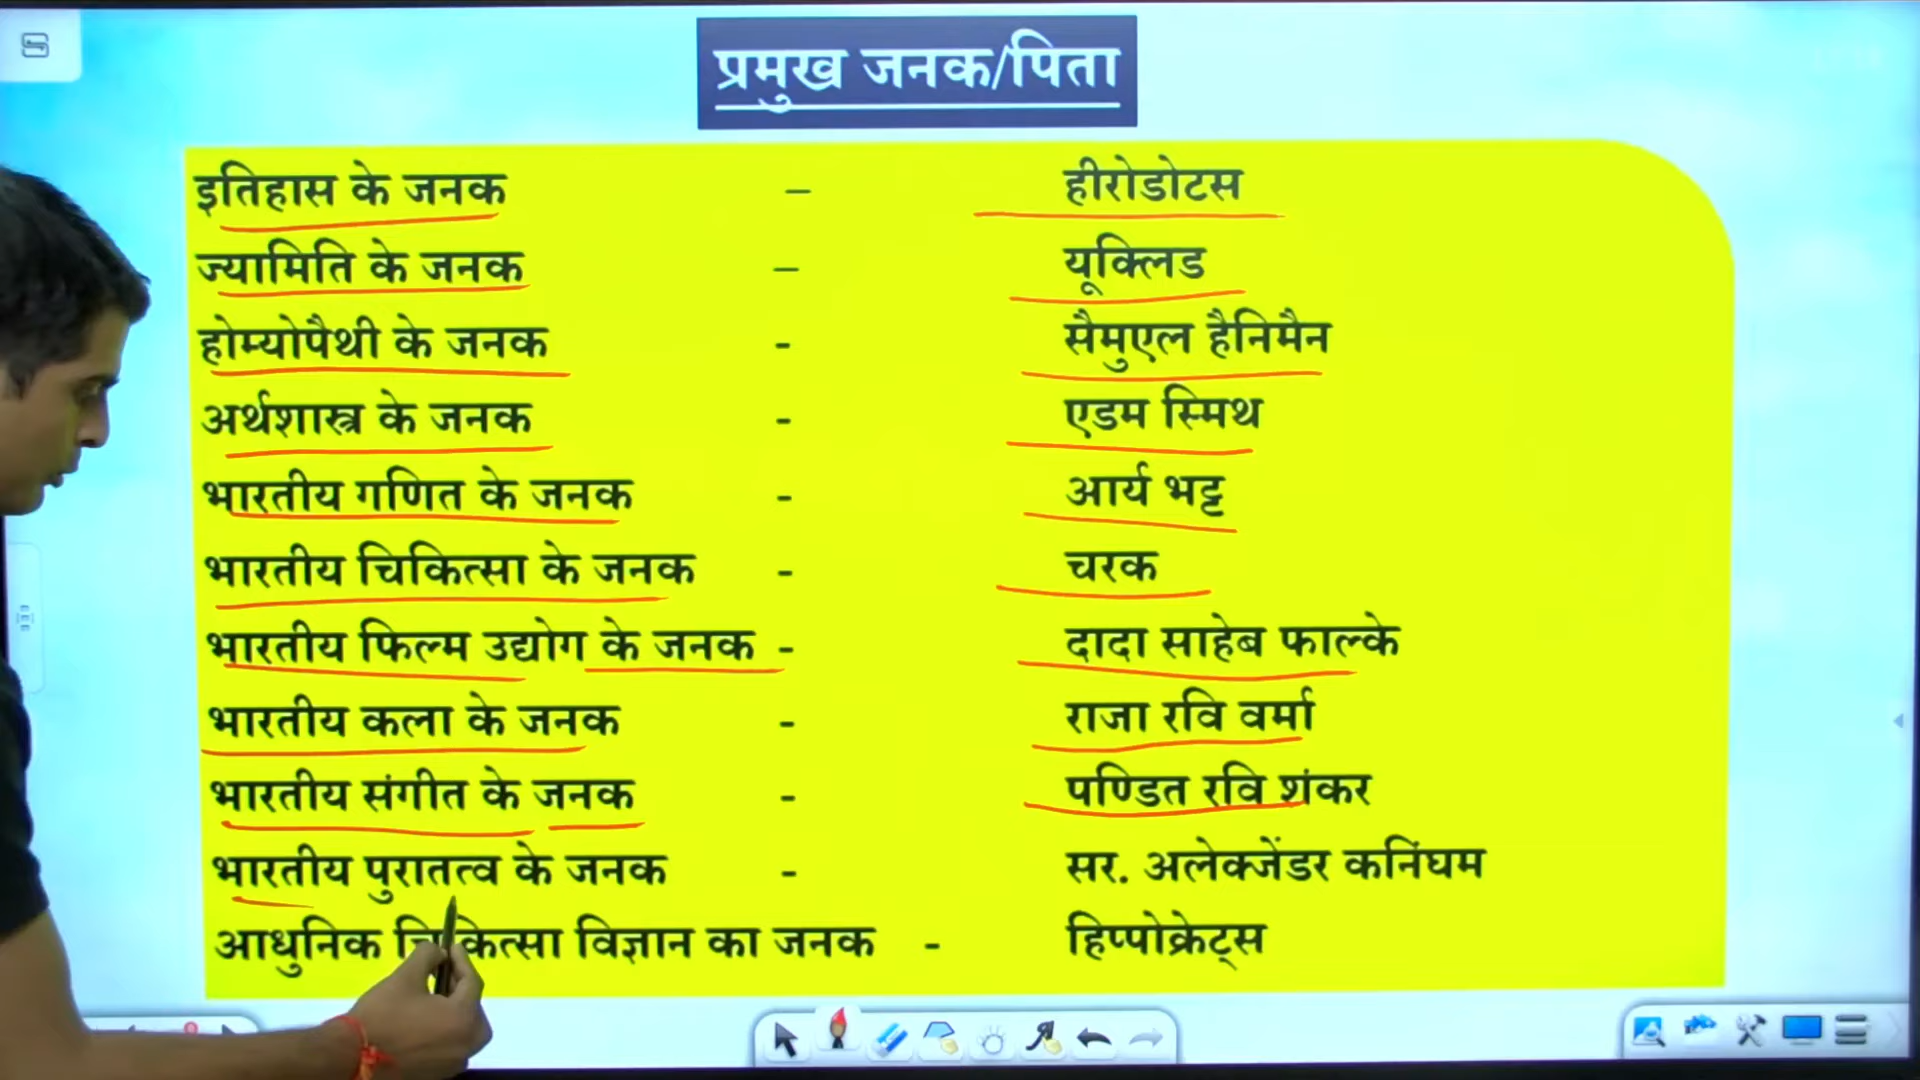 प्रमुख जनक/पिता
इतिहास के जनक – हीरोडोटस
ज्यामिति के जनक – यूक्लिड
होम्योपैथी के जनक - सैमुएल हैनिमैन
अर्थशास्त्र के जनक - एडम स्मिथ
भारतीय गणित के जनक - आर्य भट्ट
भारतीय चिकित्सा के जनक - चरक
भारतीय फिल्म उद्योग के जनक - दादा साहेब फाल्के
भारतीय कला के जनक - राजा रवि वर्मा
भारतीय संगीत के जनक - पण्डित रवि शंकर
भारतीय पुरातत्व के जनक - सर. अलेक्जेंडर कनिंघम
आधुनिक चिकित्सा विज्ञान का जनक - हिप्पोक्रेट्स